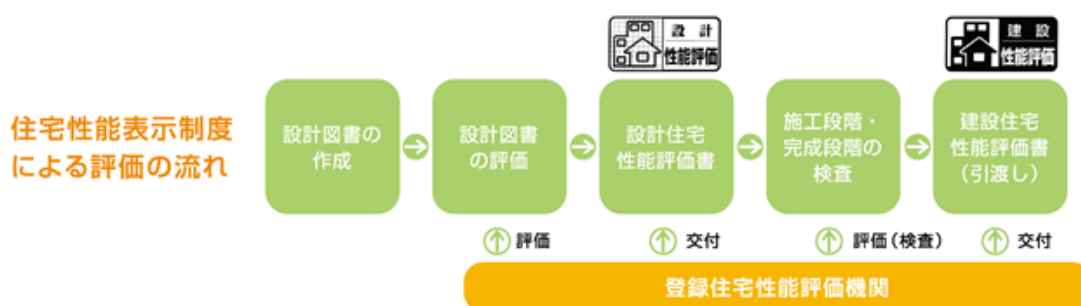 設計
性能評価
建設
性能評価
住宅性能表示制度
による評価の流れ
設計図書の
作成
設計図書
の評価
設計住宅
性能評価書
施工段階・
完成段階の
検査
建設住宅
性能評価書
（引渡し）
評価
交付
評価（検査）
交付
登録住宅性能評価機関